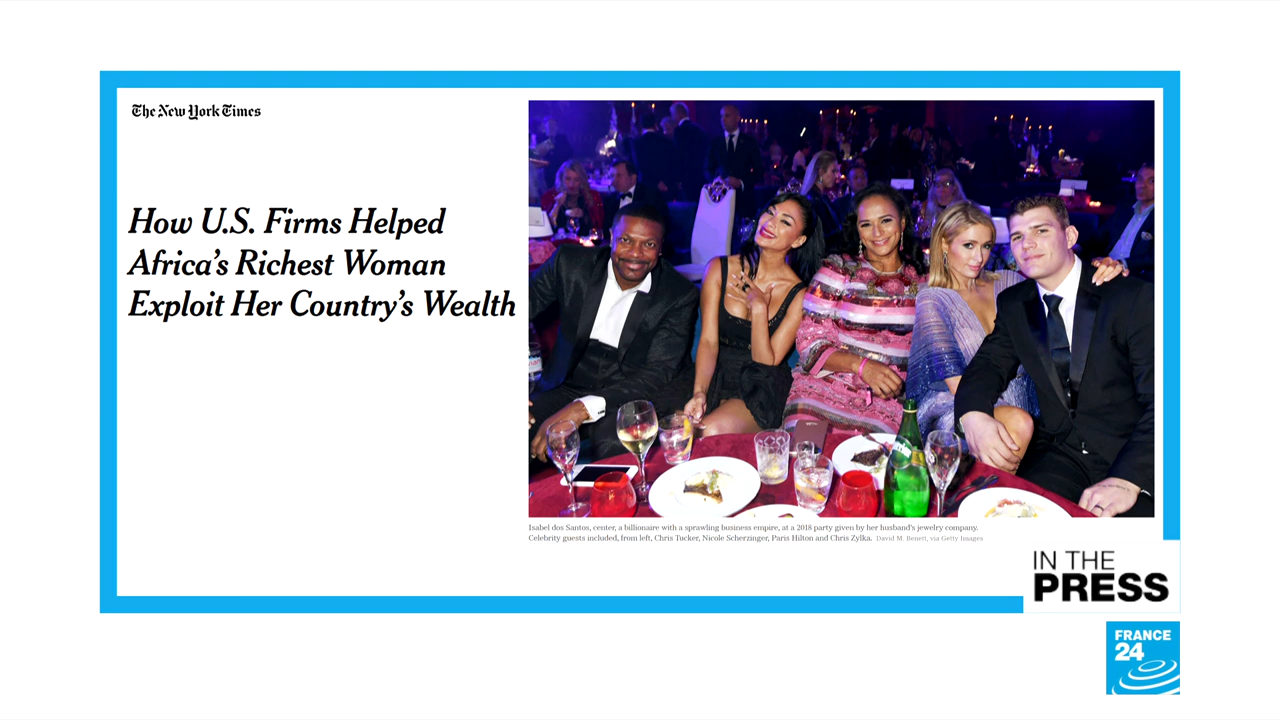 The New York Times
How U.S. Firms Helped
Africa's Richest Woman
Exploit Her Country's Wealth
Isabel dos Santos, center, a billionaire with a sprawling business empire, at a 2018 party given by her husband's jewelry company.
Celebrity guests included, from left, Chris Tucker, Nicole Scherzinger, Paris Hilton and Chris Zylka. David M. Benett, via Getty Images
IN THE
PRESS
FRANCE
24